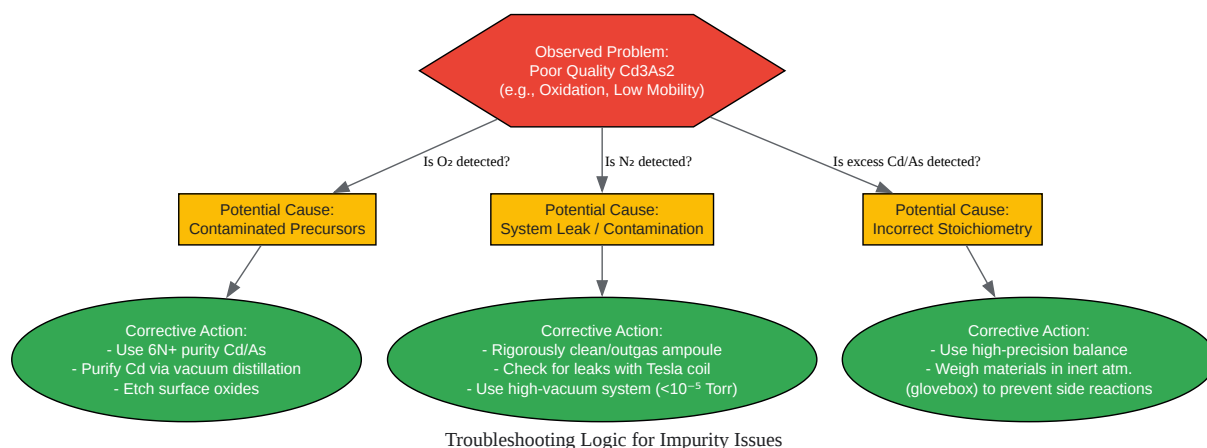 Observed Problem:
Poor Quality Cd3As2
(e.g., Oxidation, Low Mobility)
Is O₂ detected?
Is N₂ detected?
Is excess Cd/As detected?
Potential Cause:
Contaminated Precursors
Potential Cause:
System Leak / Contamination
Potential Cause:
Incorrect Stoichiometry
Corrective Action:
- Use 6N+ purity Cd/As
- Purify Cd via vacuum distillation
- Etch surface oxides
Corrective Action:
- Rigorously clean/outgas ampoule
- Check for leaks with Tesla coil
- Use high-vacuum system (<10⁻⁵ Torr)
Corrective Action:
- Use high-precision balance
- Weigh materials in inert atm.
(glovebox) to prevent side reactions
Troubleshooting Logic for Impurity Issues